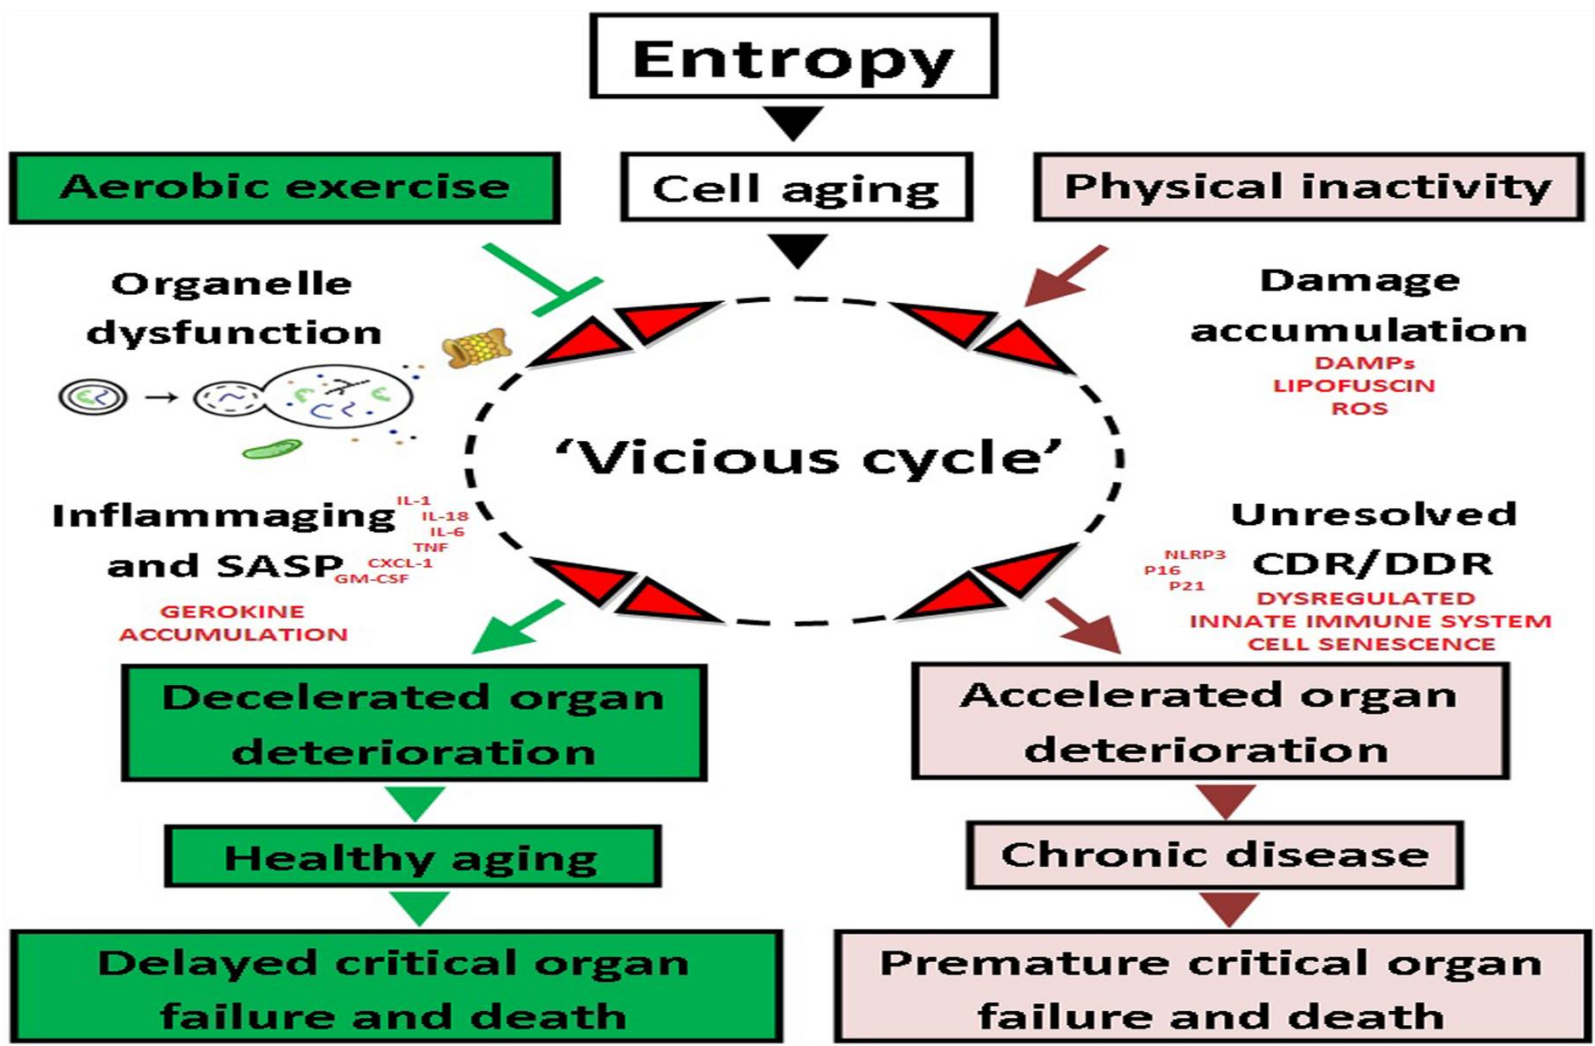 Entropy
Aerobic exercise
Cell aging
Physical inactivity
Organelle
dysfunction
Damage
accumulation
DAMPs
LIPOFUSCIN
ROS
'Vicious cycle'
Inflammaging
and SASP
IL-1
IL-18
IL-6
TNF
CXCL-1
GM-CSF
GEROKINE
ACCUMULATION
Unresolved
CDR/DDR
NLRP3
P16
P21
DYSREGULATED
INNATE IMMUNE SYSTEM
CELL SENESCENCE
Decelerated organ
deterioration
Accelerated organ
deterioration
Healthy aging
Chronic disease
Delayed critical organ
failure and death
Premature critical organ
failure and death